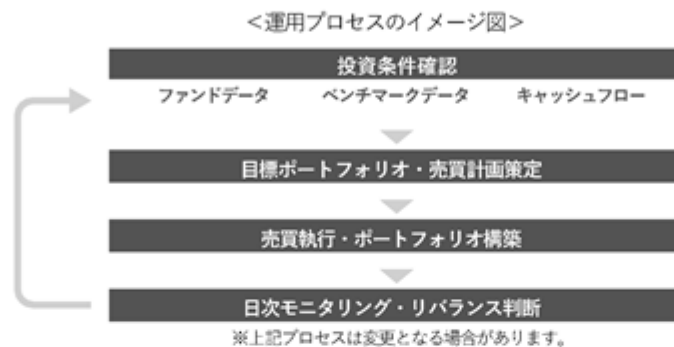 ＜運用プロセスのイメージ図＞
投資条件確認
ファンドデータ　ベンチマークデータ　キャッシュフロー
目標ポートフォリオ・売買計画策定
売買執行・ポートフォリオ構築
日次モニタリング・リバランス判断
※上記プロセスは変更となる場合があります。